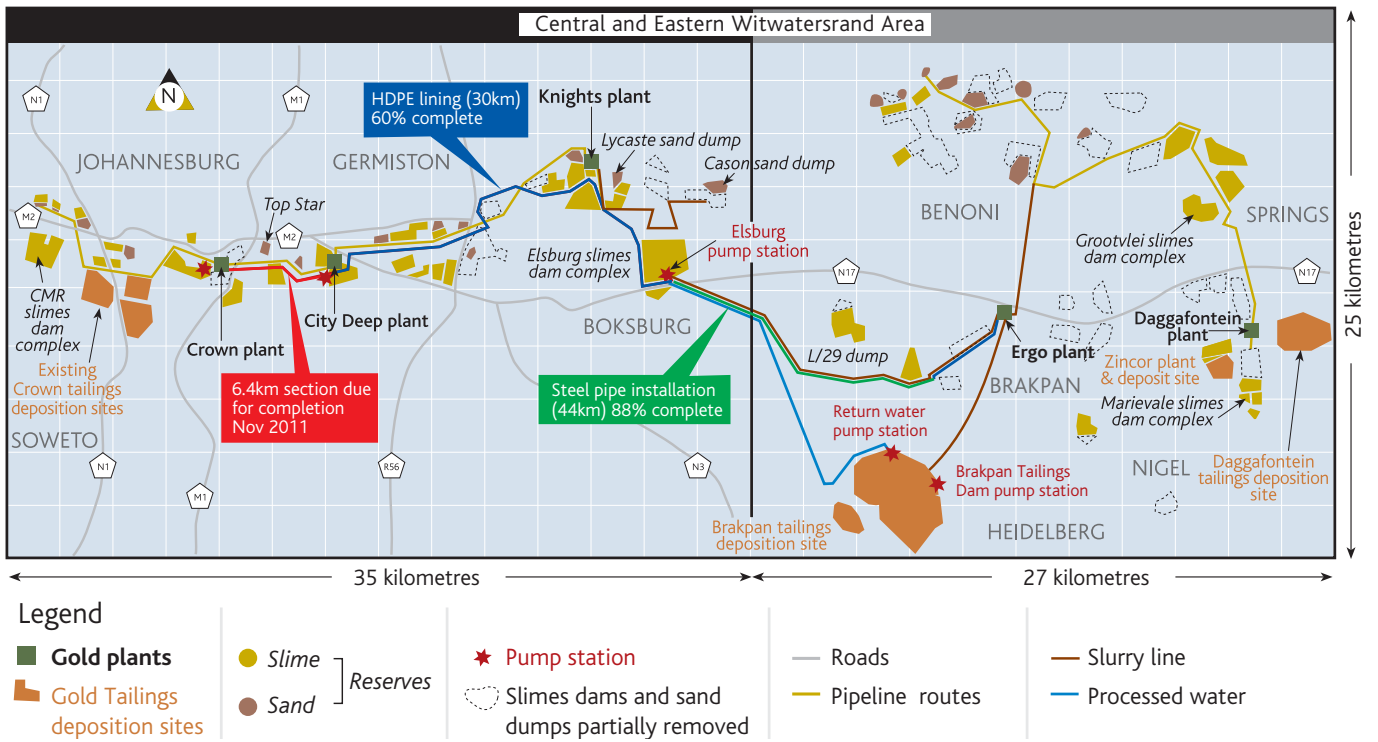 Central and Eastern Witwatersrand Area
N
N1
M1
HDPE lining (30km)
60% complete
Knights plant
Lycaste sand dump
Cason sand dump
JOHANNESBURG
GERMISTON
M2
Top Star
M2
BENONI
SPRINGS
Elsburg
pump station
Elsburg slimes
dam complex
Grootvlei slimes
dam complex
N17
N17
CMR
slimes
dam
complex
City Deep plant
Crown plant
BOKSBURG
L/29 dump
Ergo plant
Daggafontein
plant
Existing
Crown tailings
deposition sites
6.4km section due
for completion
Nov 2011
Steel pipe installation
(44km) 88% complete
BRAKPAN
Zincor plant
& deposit site
Marievale slimes
dam complex
Return water
pump station
SOWETO
N1
M1
R56
N3
Brakpan Tailings
Dam pump station
NIGEL
Daggafontein
tailings deposition
site
Brakpan tailings
deposition site
HEIDELBERG
25 kilometres
35 kilometres
27 kilometres
Legend
Gold plants
Gold Tailings
deposition sites
Slime
Sand
Reserves
Pump station
Slimes dams and sand
dumps partially removed
Roads
Pipeline routes
Slurry line
Processed water